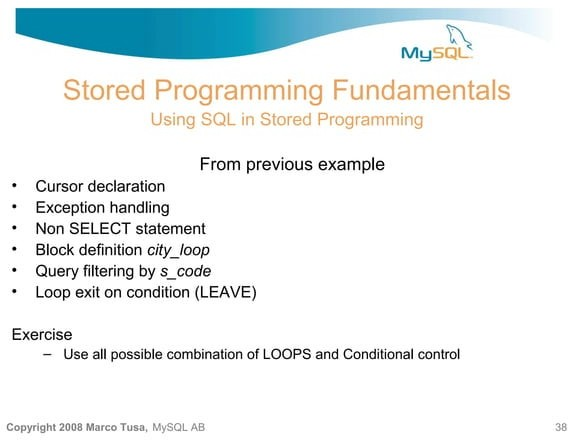 MySQL
Stored Programming Fundamentals
Using SQL in Stored Programming
From previous example
• Cursor declaration
• Exception handling
• Non SELECT statement
• Block definition city_loop
• Query filtering by s_code
• Loop exit on condition (LEAVE)
Exercise
– Use all possible combination of LOOPS and Conditional control
Copyright 2008 Marco Tusa, MySQL AB 38